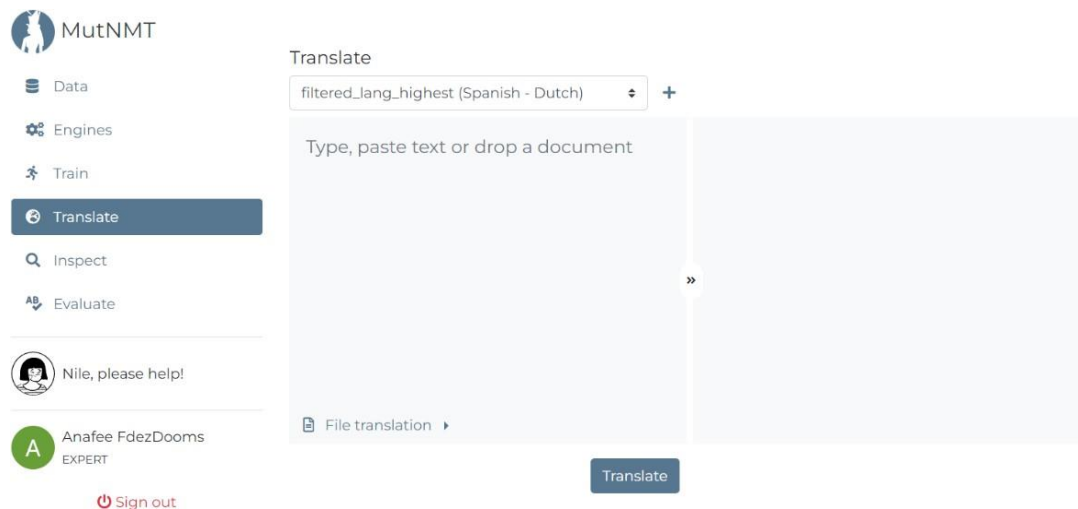 MutNMT
Data
Engines
Train
Translate
Inspect
Evaluate
Nile, please help!
A
Anafee FdezDooms
EXPERT
Sign out
Translate
filtered_lang_highest (Spanish - Dutch)
Type, paste text or drop a document
File translation
Translate